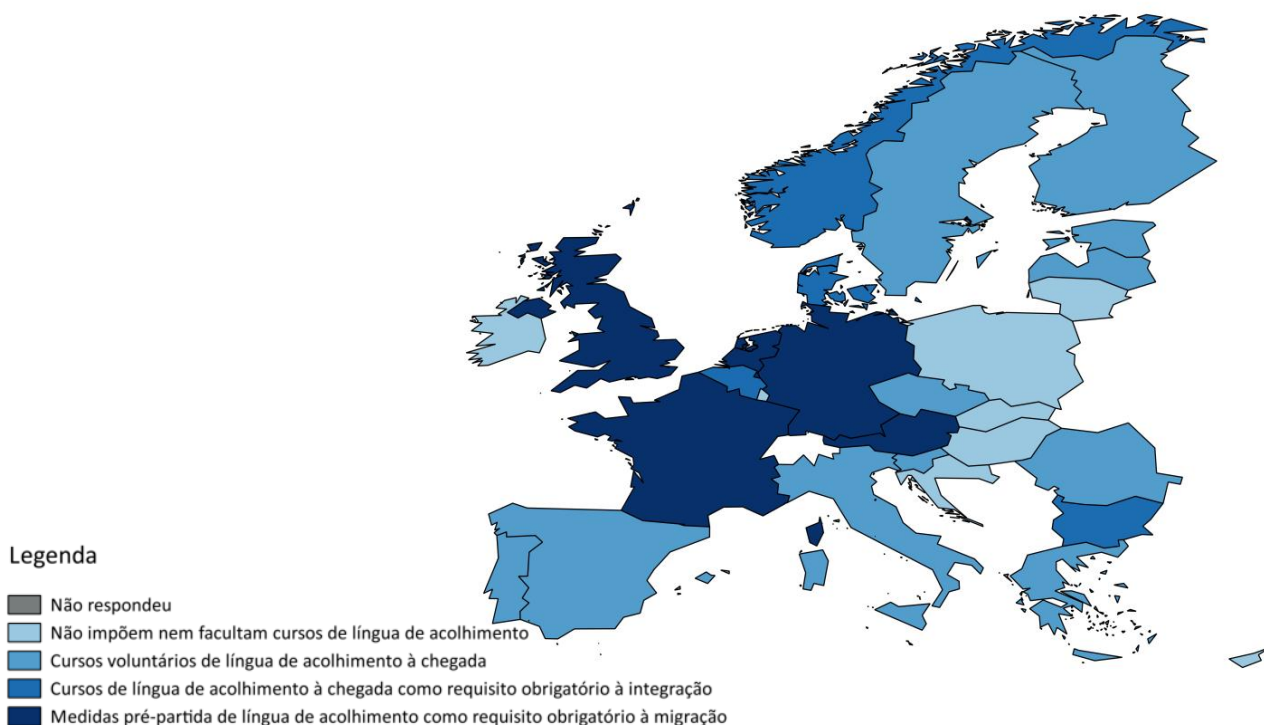 Legenda
Não respondeu
Não impõem nem facultam cursos de língua de acolhimento
Cursos voluntários de língua de acolhimento à chegada
Cursos de língua de acolhimento à chegada como requisito obrigatório à integração
Medidas pré-partida de língua de acolhimento como requisito obrigatório à migração